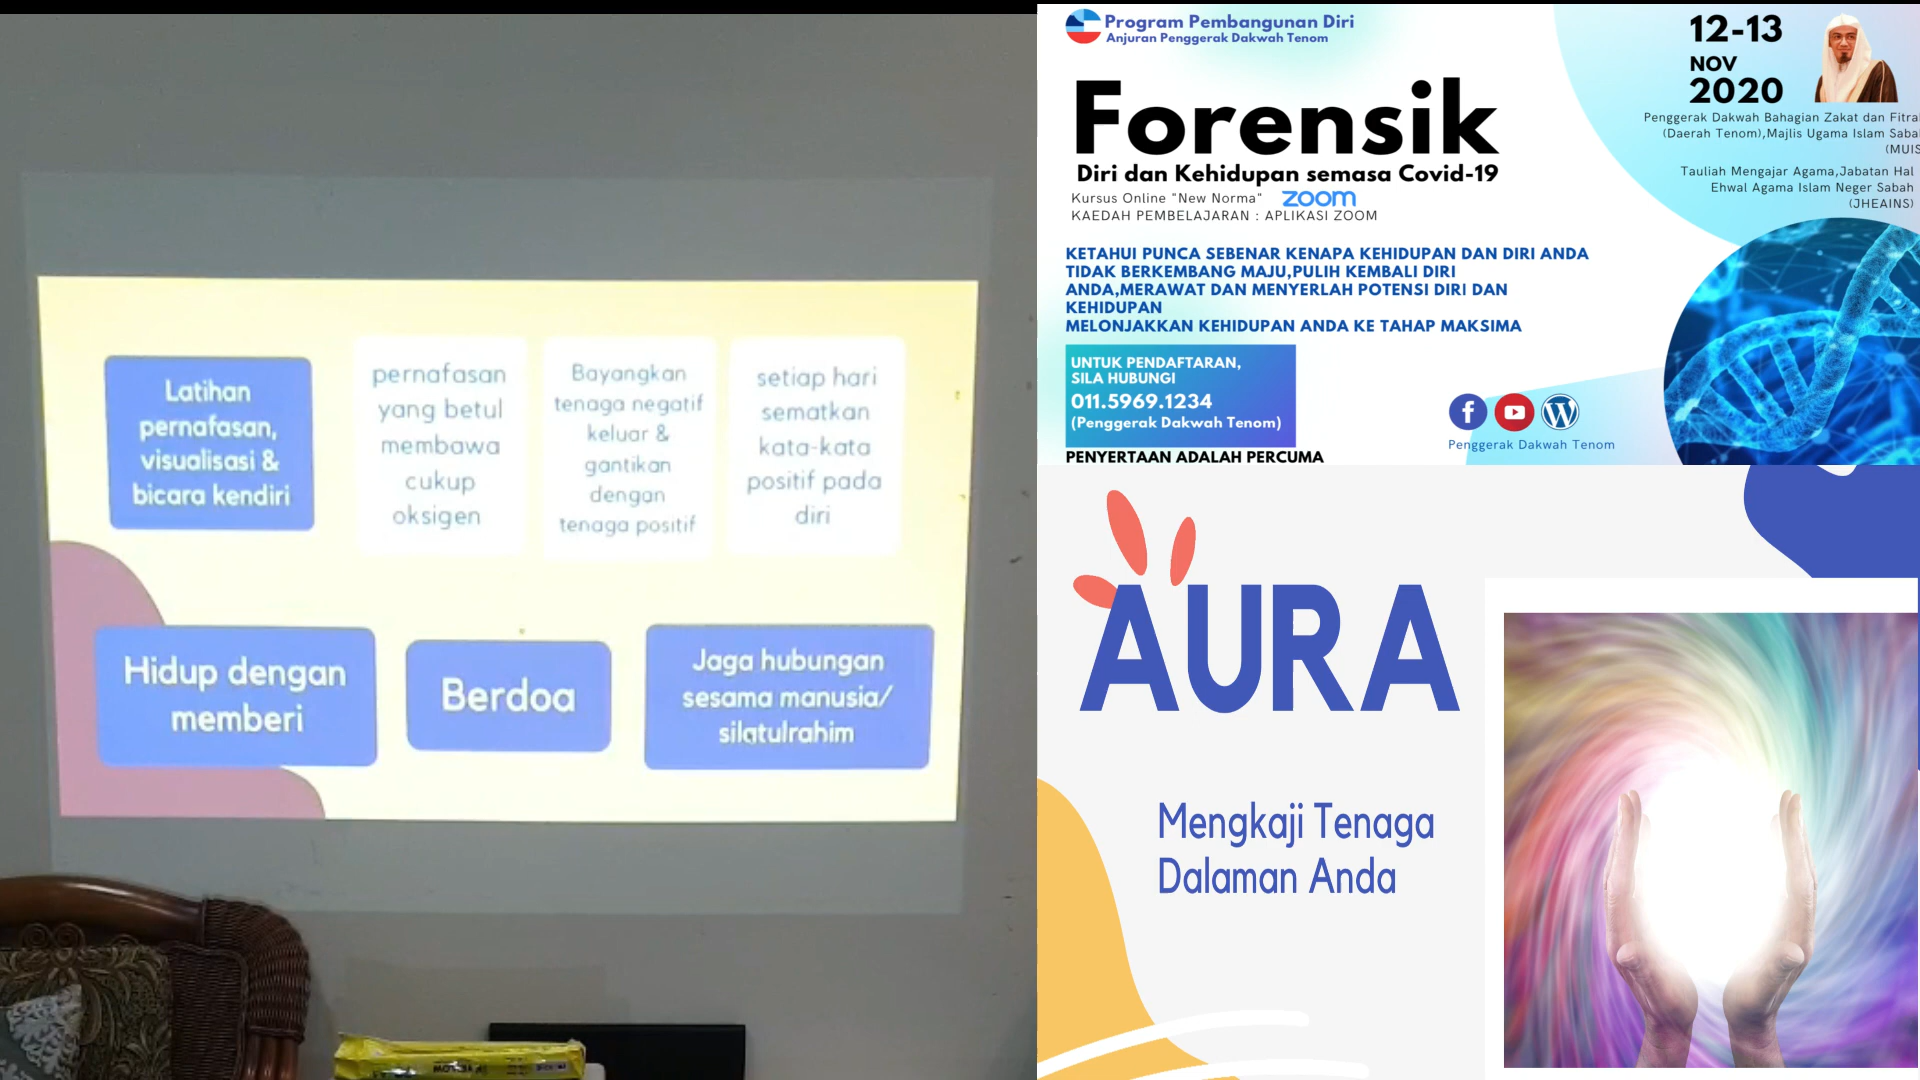 Latihan
pernafasan,
visualisasi &
bicara kendiri
pernafasan
yang betul
membawa
cukup
oksigen
Bayangkan
tenaga negatif
keluar &
gantikan
dengan
tenaga positif
setiap hari
sematkan
kata-kata
positif pada
diri
Hidup dengan
memberi
Berdoa
Jaga hubungan
sesama manusia/
silatulrahim
Program Pembangunan Diri
Anjuran Penggerak Dakwah Tenom
Forensik
Diri dan Kehidupan semasa Covid-19
Kursus Online "New Norma" zoom
KAEDAH PEMBELAJARAN : APLIKASI ZOOM
12-13
NOV
2020
Penggerak Dakwah Bahagian Zakat dan Fitra
(Daerah Tenom),Majlis Ugama Islam Saba
(MUIS
Tauliah Mengajar Agama,Jabatan Hal
Ehwal Agama Islam Neger Sabah
(JHEAINS)
KETAHUI PUNCA SEBENAR KENAPA KEHIDUPAN DAN DIRI ANDA
TIDAK BERKEMBANG MAJU,PULIH KEMBALI DIRI
ANDA,MERAWAT DAN MENYERLAH POTENSI DIRI DAN
KEHIDUPAN
MELONJAKKAN KEHIDUPAN ANDA KE TAHAP MAKSIMA
UNTUK PENDAFTARAN,
SILA HUBUNGI
011.5969.1234
(Penggerak Dakwah Tenom)
PENYERTAAN ADALAH PERCUMA
Penggerak Dakwah Tenom
AURA
Mengkaji Tenaga
Dalaman Anda